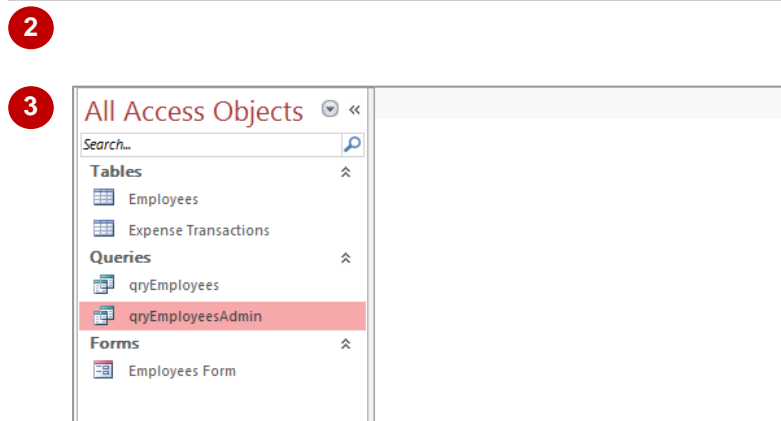 2
3
All Access Objects «
Search...
Tables
Employees
Expense Transactions
Queries
qryEmployees
qryEmployeesAdmin
Forms
Employees Form